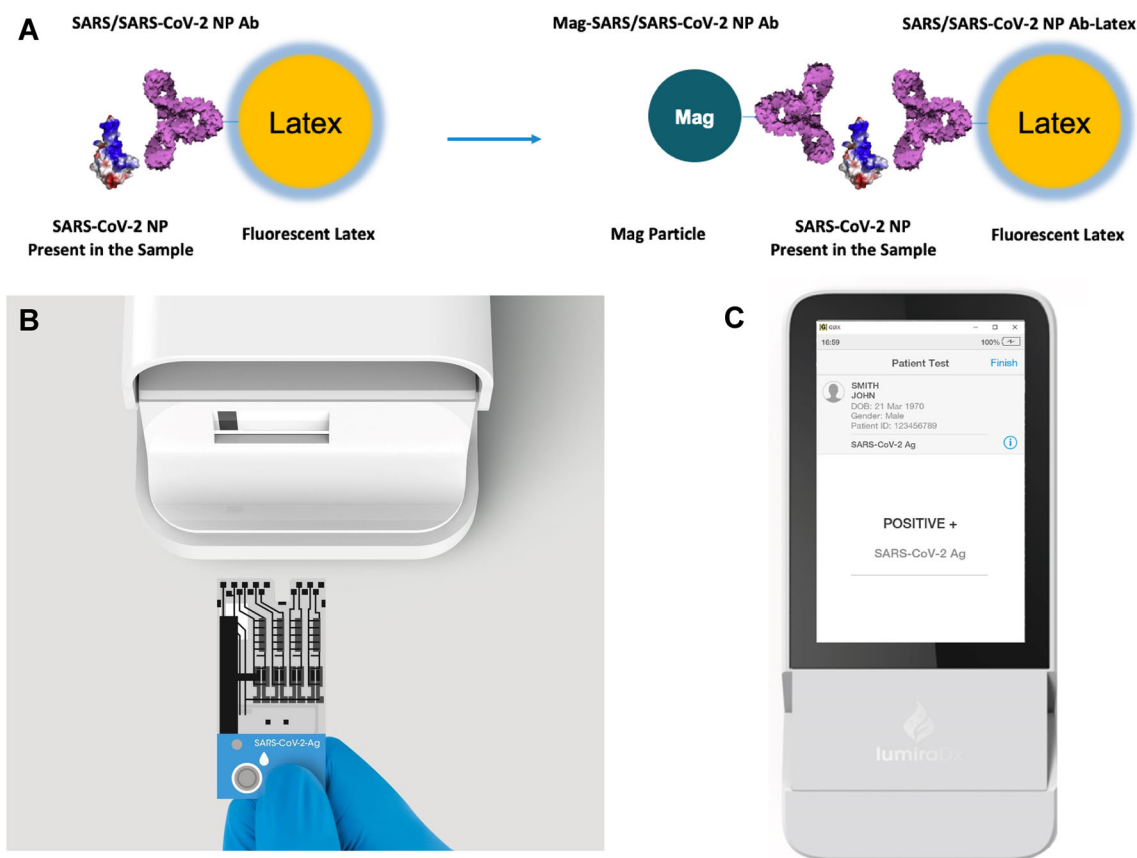 A
SARS/SARS-CoV-2 NP Ab
Latex
SARS-CoV-2 NP
Present in the Sample
Fluorescent Latex
Mag-SARS/SARS-CoV-2 NP Ab
SARS/SARS-CoV-2 NP Ab-Latex
Mag
Latex
Mag Particle
SARS-CoV-2 NP
Present in the Sample
Fluorescent Latex
B
SARS-CoV-2-Ag
C
GUIX
16:59
100%
Patient Test
Finish
SMITH
JOHN
DOB: 21 Mar 1970
Gender: Male
Patient ID: 123456789
SARS-CoV-2 Ag
i
POSITIVE +
SARS-CoV-2 Ag
lumiraDx